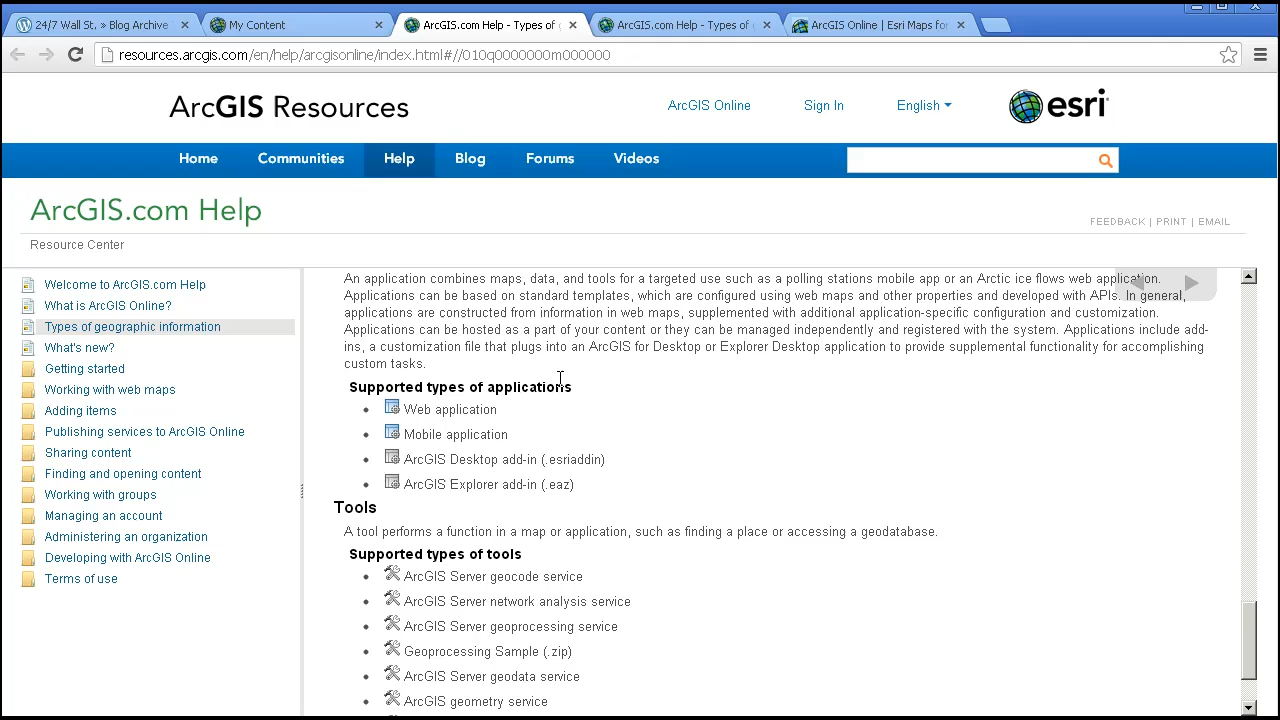 24/7 Wall St. » Blog Archive
My Content
ArcGIS.com Help - Types of
ArcGIS.com Help - Types of
ArcGIS Online | Esri Maps for
resources.arcgis.com/en/help/arcgisonline/index.html#//010q0000000m000000
ArcGIS Resources
ArcGIS Online
Sign In
English
esri
Home
Communities
Help
Blog
Forums
Videos
ArcGIS.com Help
FEEDBACK | PRINT | EMAIL
Resource Center
Welcome to ArcGIS.com Help
What is ArcGIS Online?
Types of geographic information
What's new?
Getting started
Working with web maps
Adding items
Publishing services to ArcGIS Online
Sharing content
Finding and opening content
Working with groups
Managing an account
Administering an organization
Developing with ArcGIS Online
Terms of use
An application combines maps, data, and tools for a targeted use such as a polling stations mobile app or an Arctic ice flows web application.
Applications can be based on standard templates, which are configured using web maps and other properties and developed with APIs. In general,
applications are constructed from information in web maps, supplemented with additional application-specific configuration and customization.
Applications can be hosted as a part of your content or they can be managed independently and registered with the system. Applications include add-
ins, a customization file that plugs into an ArcGIS for Desktop or Explorer Desktop application to provide supplemental functionality for accomplishing
custom tasks.
Supported types of applications
• Web application
• Mobile application
• ArcGIS Desktop add-in (.esriaddin)
• ArcGIS Explorer add-in (.eaz)
Tools
A tool performs a function in a map or application, such as finding a place or accessing a geodatabase.
Supported types of tools
• ArcGIS Server geocode service
• ArcGIS Server network analysis service
• ArcGIS Server geoprocessing service
• Geoprocessing Sample (.zip)
• ArcGIS Server geodata service
• ArcGIS geometry service